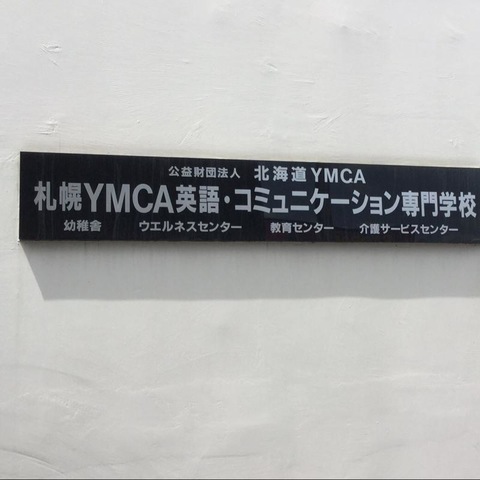 公益財団法人 北海道YMCA
札幌YMCA英語・コミュニケーション専門学校
幼稚舎 ウエルネスセンター 教育センター 介護サービスセンター